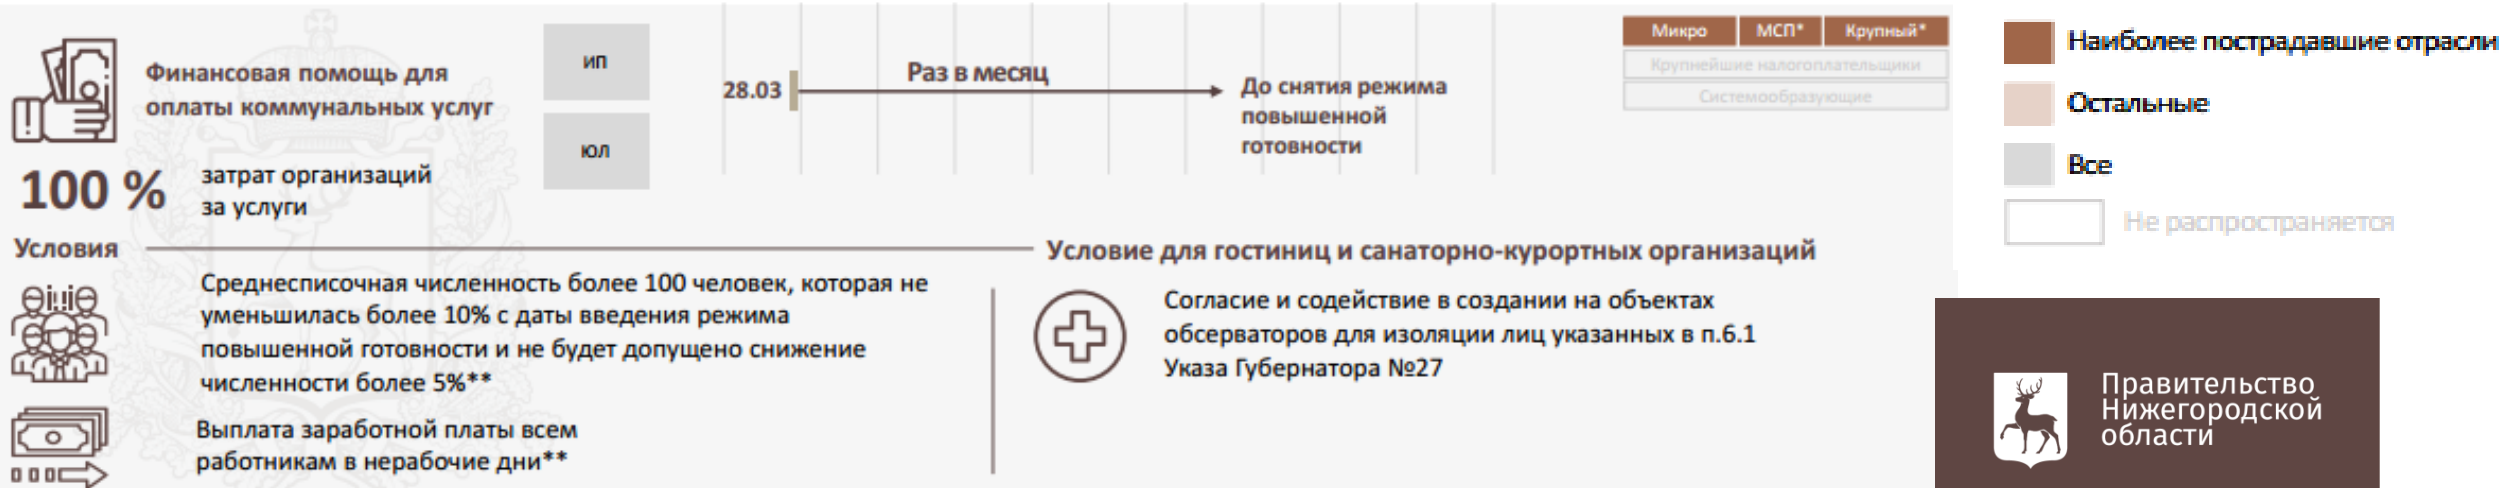 Финансовая помощь для
оплаты коммунальных услуг
100 %
затрат организаций
за услуги
ИП
ЮЛ
28.03
Раз в месяц
До снятия режима
повышенной
готовности
Микро
МСП*
Крупный*
Крупнейшие налогоплательщики
Системообразующие
Наиболее пострадавшие отрасли
Остальные
Все
Не распространяется
Условия
Среднесписочная численность более 100 человек, которая не
уменьшилась более 10% с даты введения режима
повышенной готовности и не будет допущено снижение
численности более 5%**
Выплата заработной платы всем
работникам в нерабочие дни**
Условие для гостиниц и санаторно-курортных организаций
Согласие и содействие в создании на объектах
обсерваторов для изоляции лиц указанных в п.6.1
Указа Губернатора №27
Правительство
Нижегородской
области